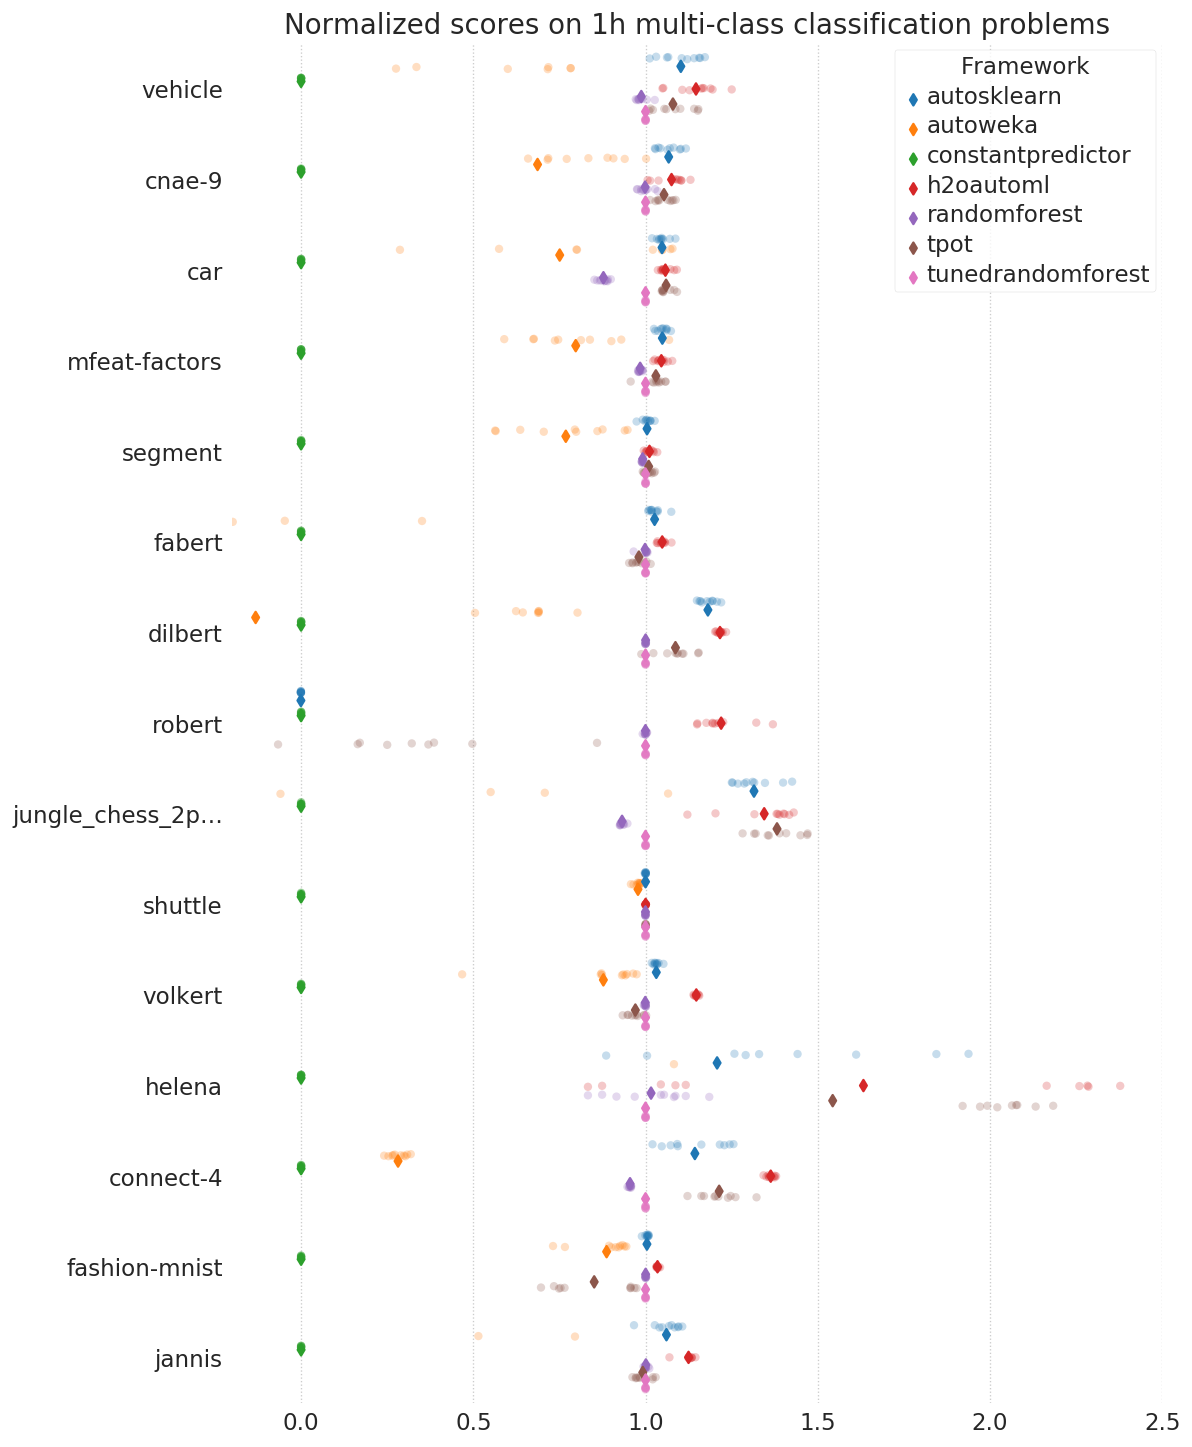 Normalized scores on 1h multi-class classification problems
Framework
autosklearn
autoweka
constantpredictor
h2oautoml
randomforest
tpot
tunedrandomforest
vehicle
cnae-9
car
mfeat-factors
segment
fabert
dilbert
robert
jungle_chess_2p...
shuttle
volkert
helena
connect-4
fashion-mnist
jannis
0.0 0.5 1.0 1.5 2.0 2.5